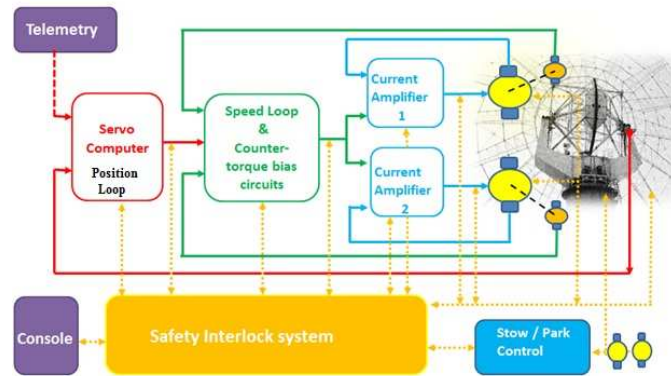 Telemetry
Servo
Computer
Position
Loop
Speed Loop
&
Counter-
torque bias
circuits
Current
Amplifier
1
Current
Amplifier
2
Console
Safety Interlock system
Stow / Park
Control